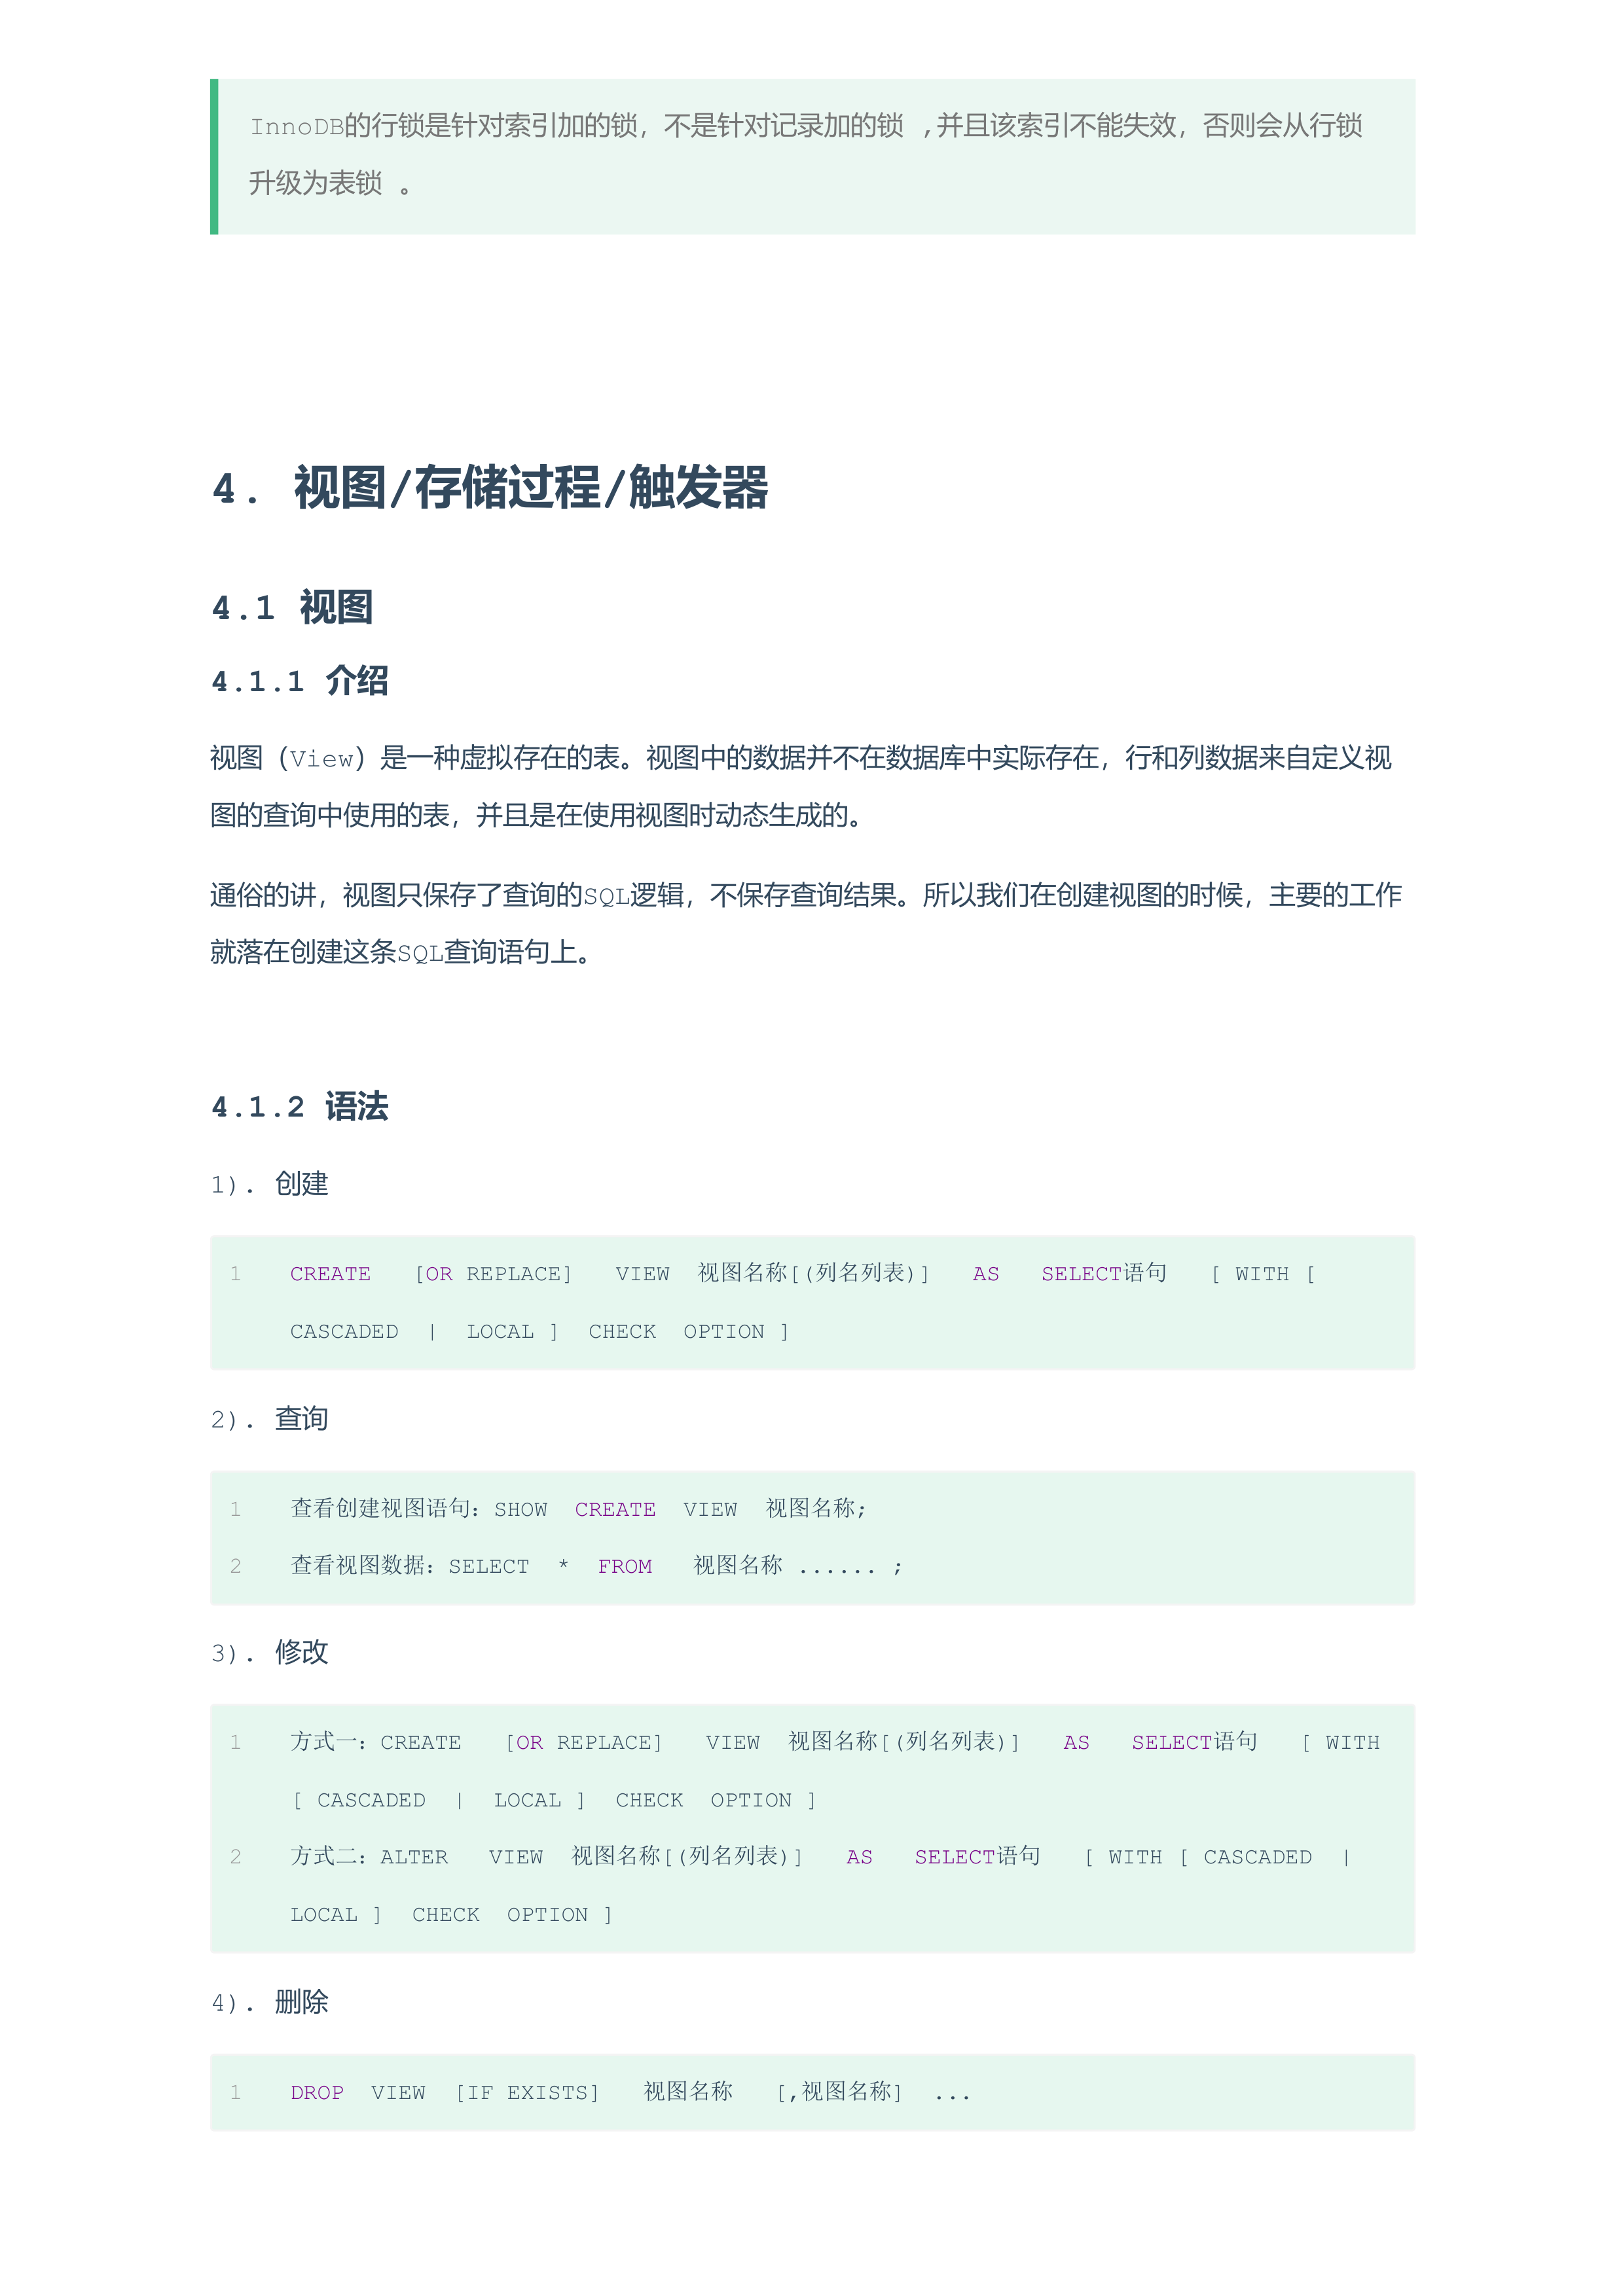 InnoDB的行锁是针对索引加的锁，不是针对记录加的锁 ,并且该索引不能失效，否则会从行锁
升级为表锁 。
4. 视图/存储过程/触发器
4.1 视图
4.1.1 介绍
视图（View）是一种虚拟存在的表。视图中的数据并不在数据库中实际存在，行和列数据来自定义视
图的查询中使用的表，并且是在使用视图时动态生成的。
通俗的讲，视图只保存了查询的SQL逻辑，不保存查询结果。所以我们在创建视图的时候，主要的工作
就落在创建这条SQL查询语句上。
4.1.2 语法
1). 创建
1 CREATE [OR REPLACE] VIEW 视图名称[(列名列表)] AS SELECT语句 [ WITH [
CASCADED | LOCAL ] CHECK OPTION ]
2). 查询
1 查看创建视图语句：SHOW CREATE VIEW 视图名称;
2 查看视图数据：SELECT * FROM 视图名称 ...... ;
3). 修改
1 方式一：CREATE [OR REPLACE] VIEW 视图名称[(列名列表)] AS SELECT语句 [ WITH
[ CASCADED | LOCAL ] CHECK OPTION ]
2 方式二：ALTER VIEW 视图名称[(列名列表)] AS SELECT语句 [ WITH [ CASCADED |
LOCAL ] CHECK OPTION ]
4). 删除
1 DROP VIEW [IF EXISTS] 视图名称 [,视图名称] ...